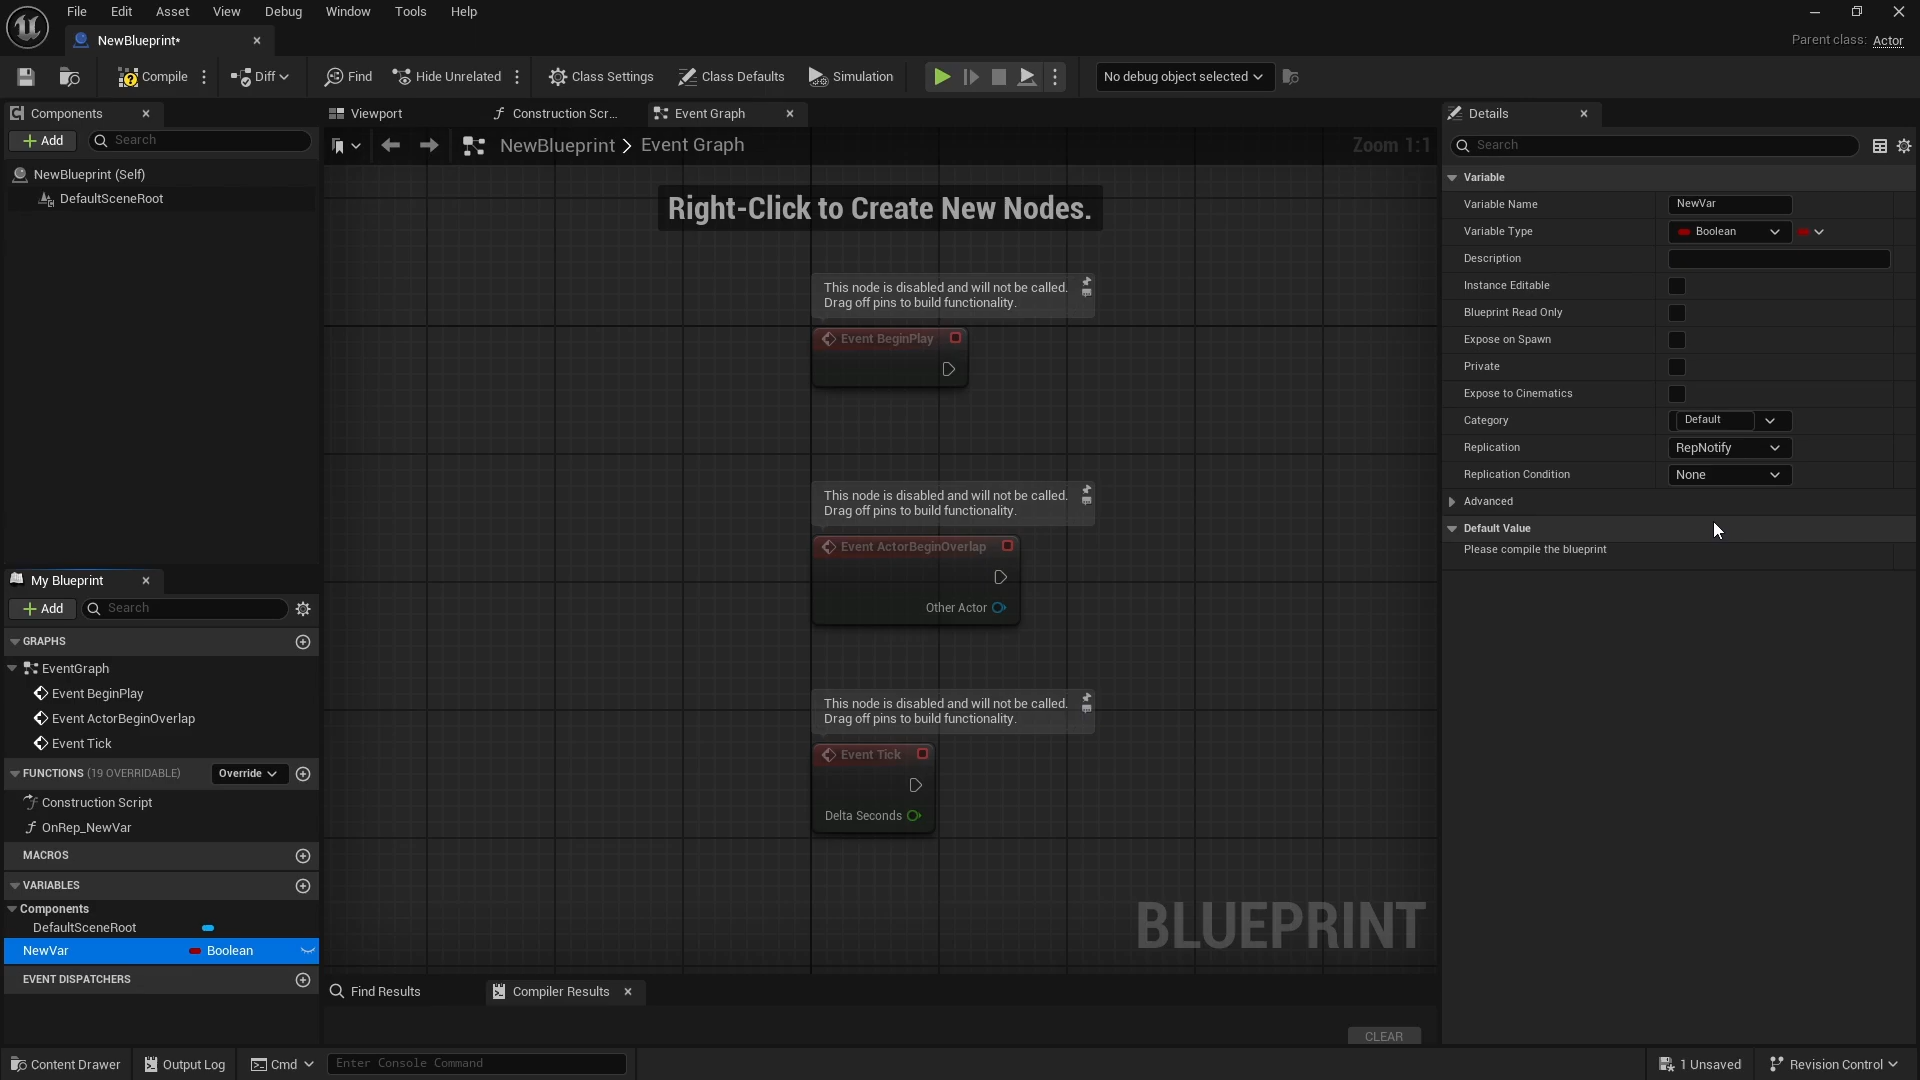 File Edit Asset View Debug Window Tools Help
NewBlueprint*
Parent class: Actor
Compile Diff Find Hide Unrelated Class Settings Class Defaults Simulation No debug object selected
Components
Add Search
NewBlueprint (Self)
DefaultSceneRoot
My Blueprint
Add Search
GRAPHS
EventGraph
Event BeginPlay
Event ActorBeginOverlap
Event Tick
FUNCTIONS (19 OVERRIDABLE) Override
Construction Script
OnRep_NewVar
MACROS
VARIABLES
Components
DefaultSceneRoot
NewVar Boolean
EVENT DISPATCHERS
Viewport Construction Scr... Event Graph
NewBlueprint > Event Graph Zoom 1:1
Right-Click to Create New Nodes.
This node is disabled and will not be called.
Drag off pins to build functionality.
Event BeginPlay
This node is disabled and will not be called.
Drag off pins to build functionality.
Event ActorBeginOverlap
Other Actor
This node is disabled and will not be called.
Drag off pins to build functionality.
Event Tick
Delta Seconds
BLUEPRINT
Find Results Compiler Results
CLEAR
Details
Search
Variable
Variable Name NewVar
Variable Type Boolean
Description
Instance Editable
Blueprint Read Only
Expose on Spawn
Private
Expose to Cinematics
Category Default
Replication RepNotify
Replication Condition None
Advanced
Default Value
Please compile the blueprint
Content Drawer Output Log Cmd Enter Console Command 1 Unsaved Revision Control